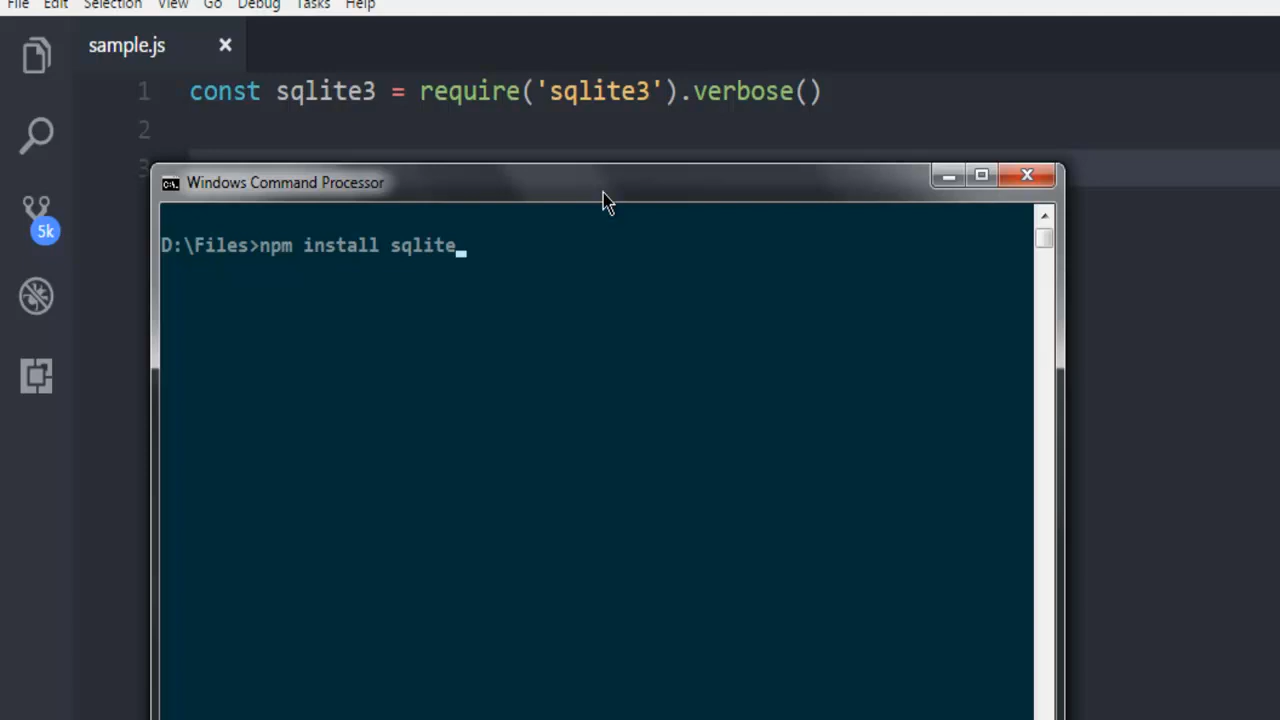 File Edit Selection View Go Debug Tasks Help
sample.js
1 const sqlite3 = require('sqlite3').verbose()
2
3
Windows Command Processor
5k
D:\Files>npm install sqlite